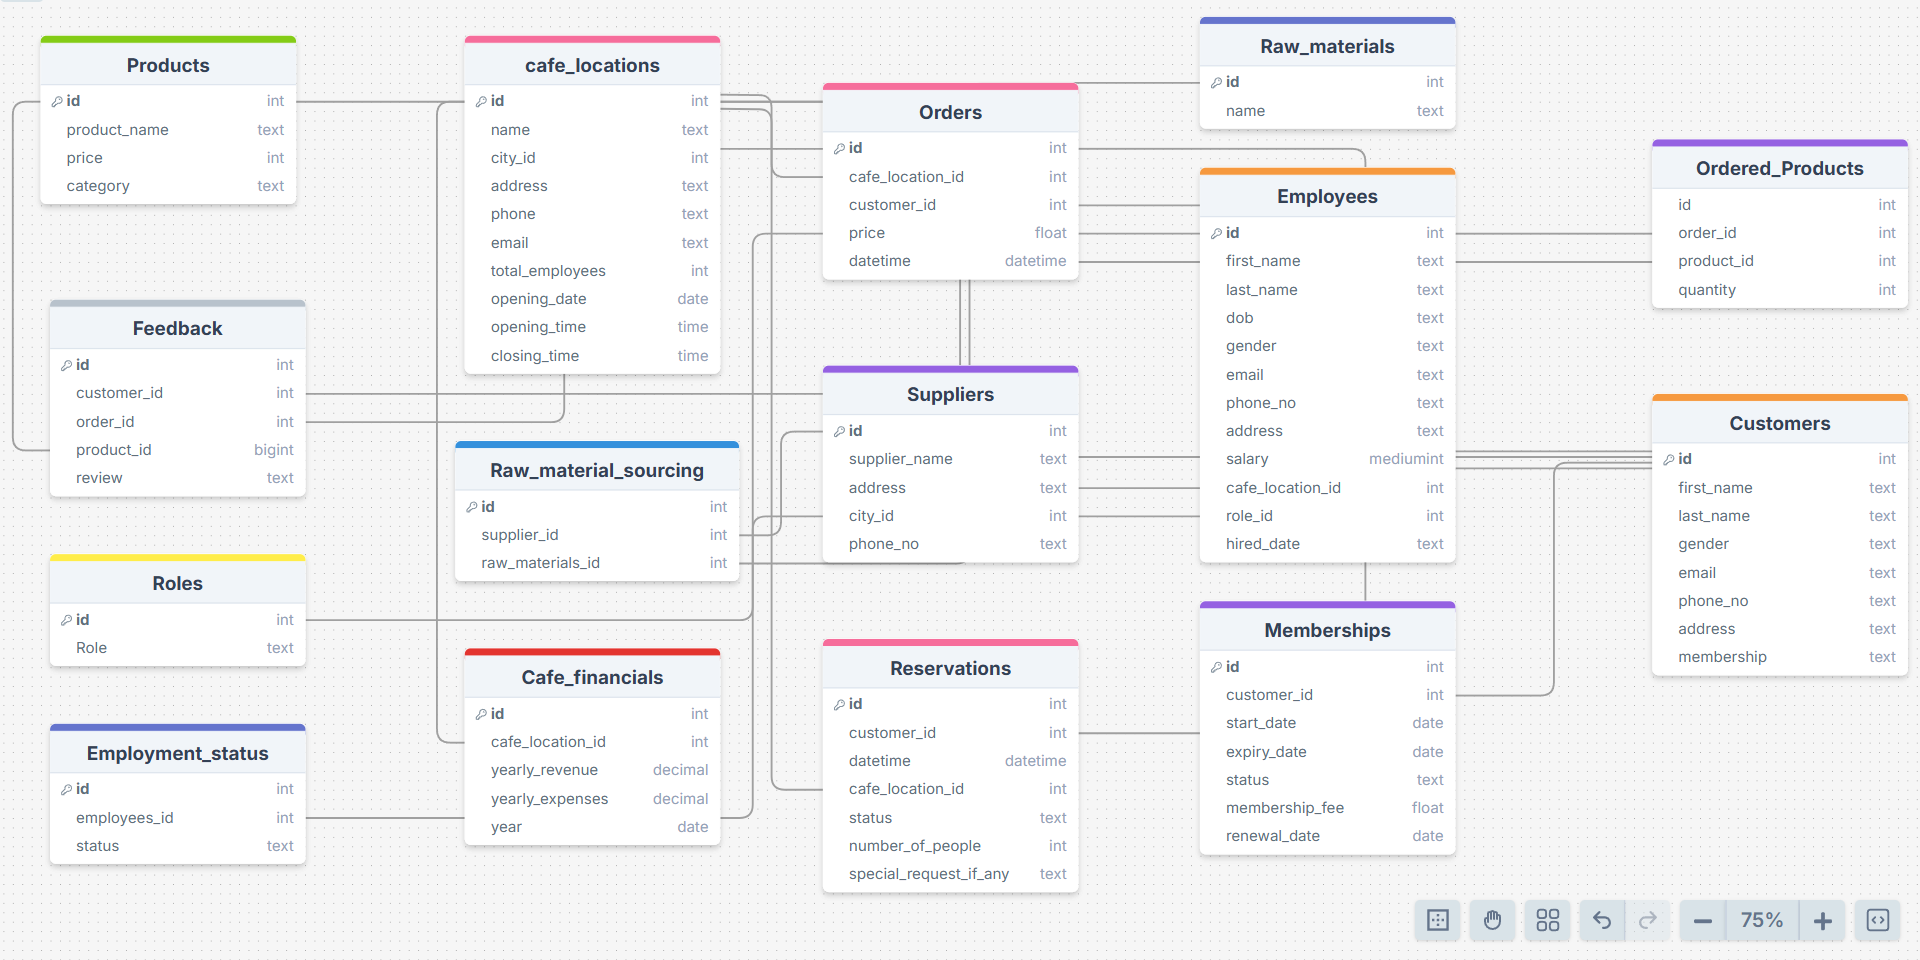 Products
id int
product_name text
price int
category text
Feedback
id int
customer_id int
order_id int
product_id bigint
review text
Roles
id int
Role text
Employment_status
id int
employees_id int
status text
cafe_locations
id int
name text
city_id int
address text
phone text
email text
total_employees int
opening_date date
opening_time time
closing_time time
Raw_material_sourcing
id int
supplier_id int
raw_materials_id int
Cafe_financials
id int
cafe_location_id int
yearly_revenue decimal
yearly_expenses decimal
year date
Orders
id int
cafe_location_id int
customer_id int
price float
datetime datetime
Suppliers
id int
supplier_name text
address text
city_id int
phone_no text
Reservations
id int
customer_id int
datetime datetime
cafe_location_id int
status text
number_of_people int
special_request_if_any text
Raw_materials
id int
name text
Employees
id int
first_name text
last_name text
dob text
gender text
email text
phone_no text
address text
salary mediumint
cafe_location_id int
role_id int
hired_date text
Memberships
id int
customer_id int
start_date date
expiry_date date
status text
membership_fee float
renewal_date date
Ordered_Products
id int
order_id int
product_id int
quantity int
Customers
id int
first_name text
last_name text
gender text
email text
phone_no text
address text
membership text
75%